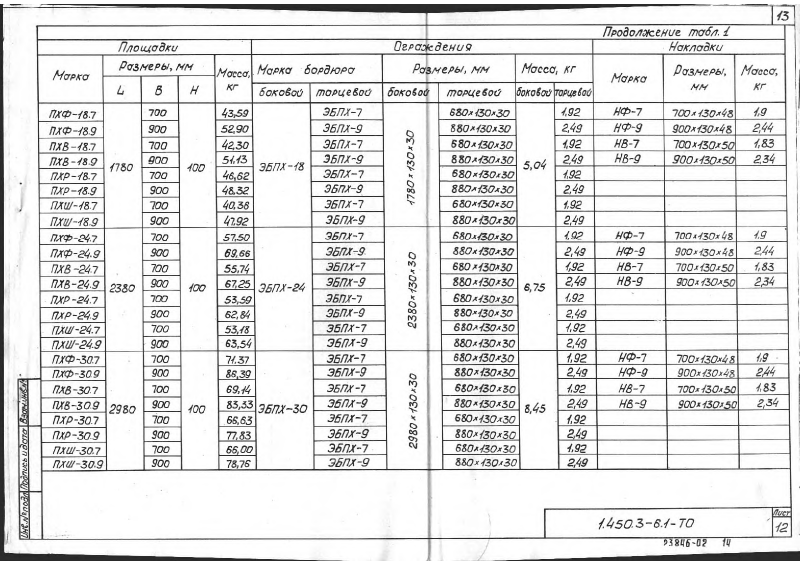 13
Продолжение табл. 1
Площадки Ограждения Накладки
Марка Размеры, мм Масса, кг Марка бордюра Размеры, мм Масса, кг Марка Размеры, мм Масса, кг
L B H боковой торцевой боковой торцевой боковой торцевой
ПХФ-18.7 1780 700 100 43,59 ЭБПХ-18 ЭБПХ-7 1780×130×30 680×130×30 5,04 1,92 НФ-7 700×130×48 1,9
ПХФ-18.9 900 52,90 ЭБПХ-9 880×130×30 2,49 НФ-9 900×130×48 2,44
ПХВ-18.7 700 42,30 ЭБПХ-7 680×130×30 1,92 НВ-7 700×130×50 1,83
ПХВ-18.9 900 51,13 ЭБПХ-9 880×130×30 2,49 НВ-9 900×130×50 2,34
ПХР-18.7 700 46,62 ЭБПХ-7 680×130×30 1,92
ПХР-18.9 900 48,32 ЭБПХ-9 880×130×30 2,49
ПХШ-18.7 700 40,38 ЭБПХ-7 680×130×30 1,92
ПХШ-18.9 900 47,92 ЭБПХ-9 880×130×30 2,49
ПХФ-24.7 2380 700 100 57,50 ЭБПХ-24 ЭБПХ-7 2380×130×30 680×130×30 6,75 1,92 НФ-7 700×130×48 1,9
ПХФ-24.9 900 69,66 ЭБПХ-9 880×130×30 2,49 НФ-9 900×130×48 2,44
ПХВ-24.7 700 55,74 ЭБПХ-7 680×130×30 1,92 НВ-7 700×130×50 1,83
ПХВ-24.9 900 67,25 ЭБПХ-9 880×130×30 2,49 НВ-9 900×130×50 2,34
ПХР-24.7 700 53,59 ЭБПХ-7 680×130×30 1,92
ПХР-24.9 900 62,84 ЭБПХ-9 880×130×30 2,49
ПХШ-24.7 700 53,18 ЭБПХ-7 680×130×30 1,92
ПХШ-24.9 900 63,54 ЭБПХ-9 880×130×30 2,49
ПХФ-30.7 2980 700 100 71,37 ЭБПХ-30 ЭБПХ-7 2980×130×30 680×130×30 8,45 1,92 НФ-7 700×130×48 1,9
ПХФ-30.9 900 86,39 ЭБПХ-9 880×130×30 2,49 НФ-9 900×130×48 2,44
ПХВ-30.7 700 69,14 ЭБПХ-7 680×130×30 1,92 НВ-7 700×130×50 1,83
ПХВ-30.9 900 83,33 ЭБПХ-9 880×130×30 2,49 НВ-9 900×130×50 2,34
ПХР-30.7 700 66,63 ЭБПХ-7 680×130×30 1,92
ПХР-30.9 900 77,83 ЭБПХ-9 880×130×30 2,49
ПХШ-30.7 700 66,00 ЭБПХ-7 680×130×30 1,92
ПХШ-30.9 900 78,76 ЭБПХ-9 880×130×30 2,49
Инв.№ подл. Подпись и дата Взам.инв.№
1.450.3-6.1-ТО
Лист
12
23846-02 14